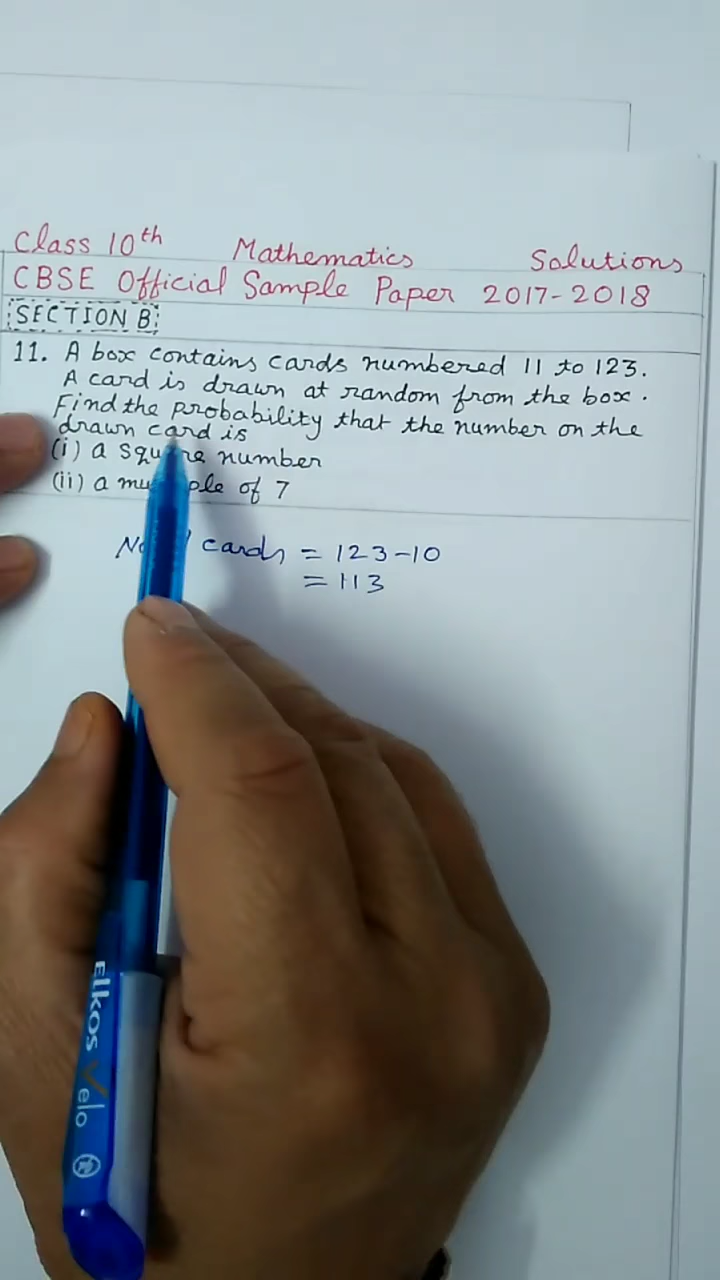 Class 10th Mathematics Solutions
CBSE Official Sample Paper 2017-2018
SECTION B
11. A box contains cards numbered 11 to 123.
A card is drawn at random from the box.
Find the probability that the number on the
drawn card is
(i) a square number
(ii) a of 7
cards = 123-10
= 113
Elkos Velo